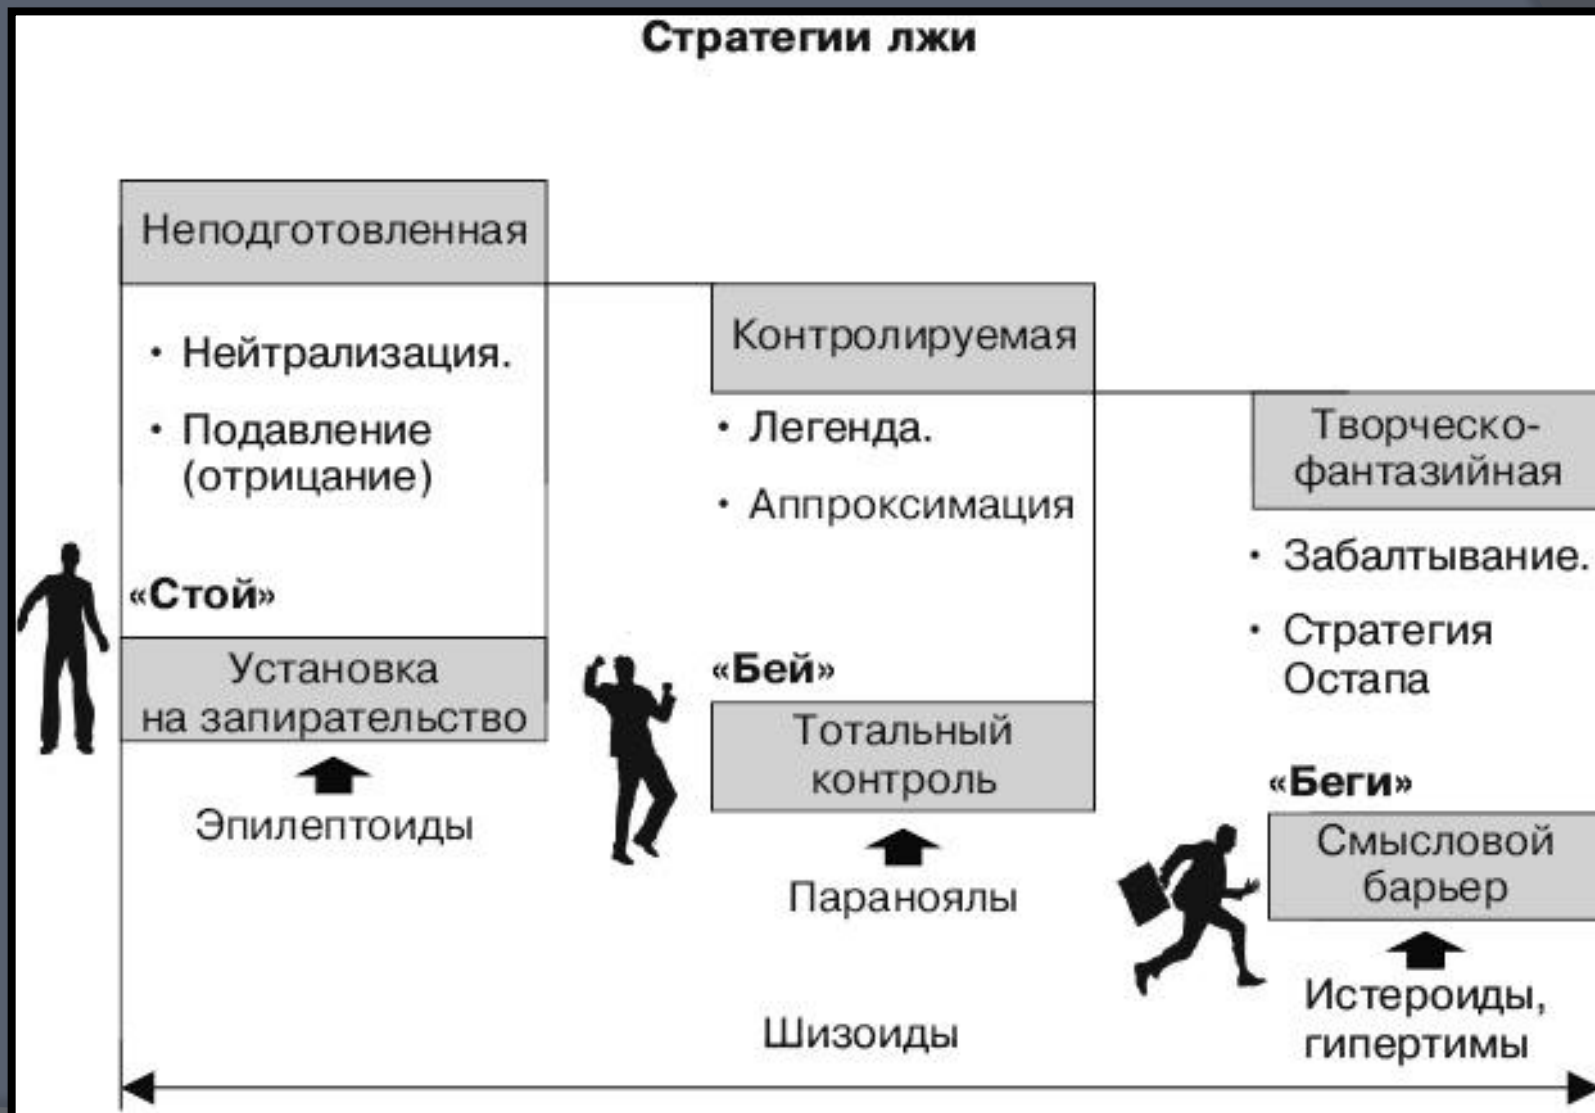 Стратегии лжи
Неподготовленная
• Нейтрализация.
• Подавление
(отрицание)
«Стой»
Установка
на запирательство
Эпилептоиды
Контролируемая
• Легенда.
• Аппроксимация
«Бей»
Тотальный
контроль
Параноялы
Творческо-
фантазийная
• Забалтывание.
• Стратегия
Остапа
«Беги»
Смысловой
барьер
Истероиды,
гипертимы
Шизоиды